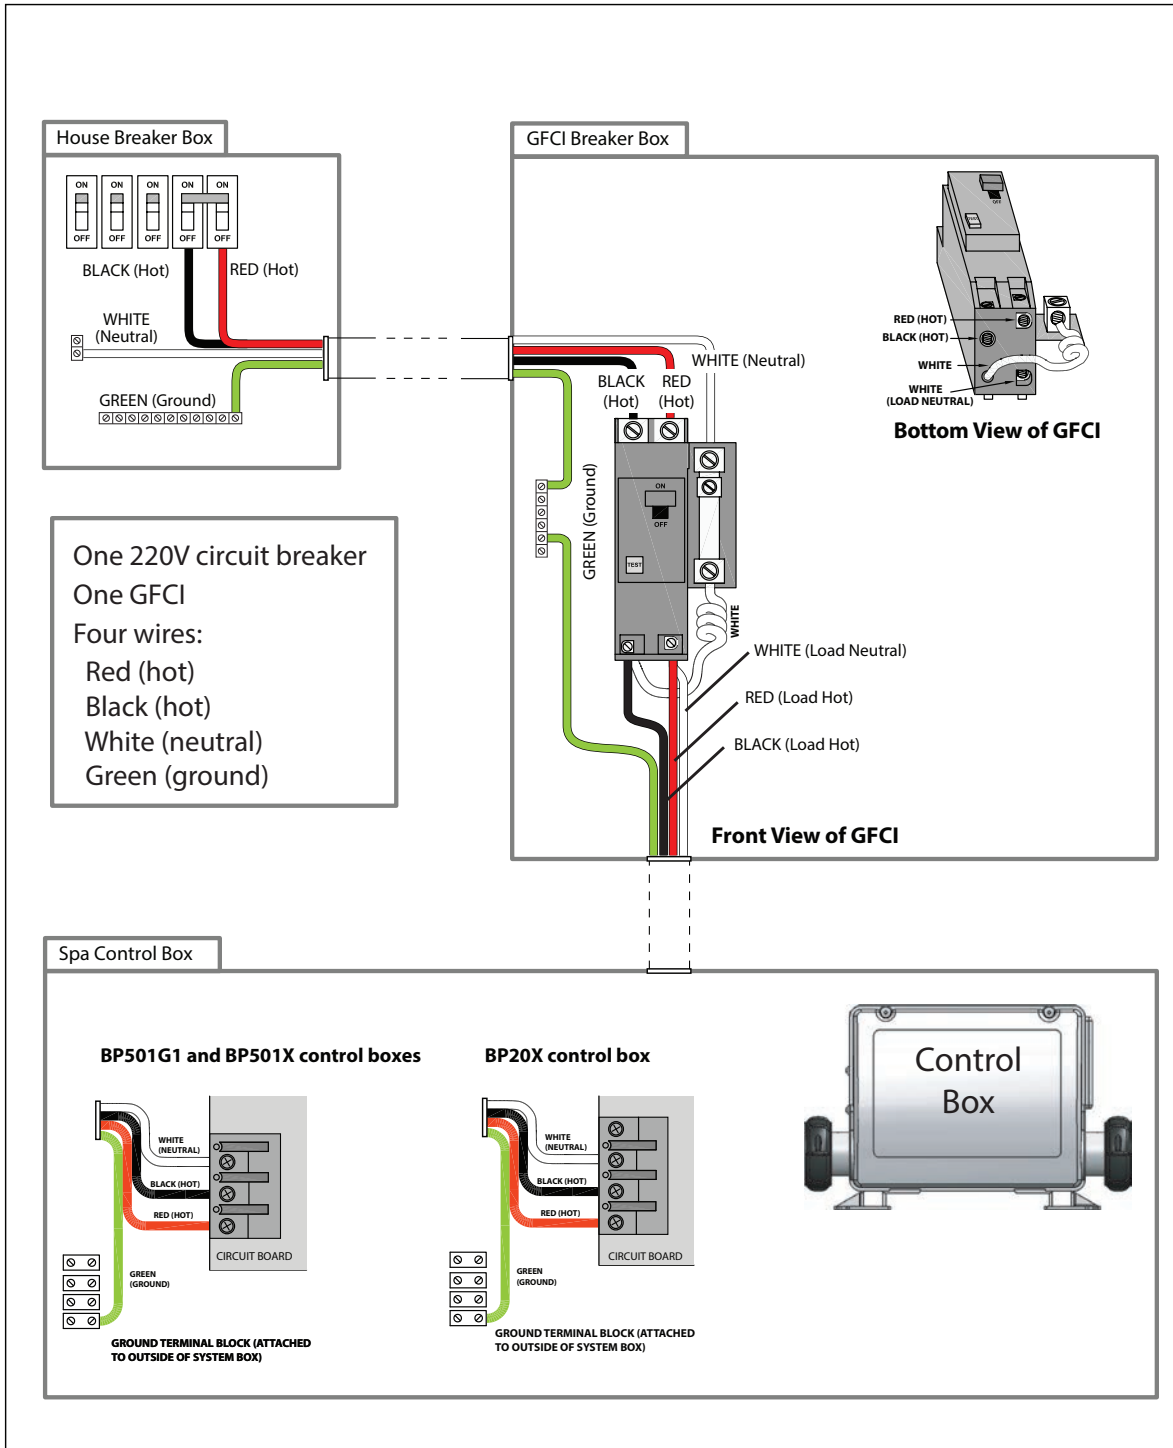 House Breaker Box
ON
ON
ON
ON
ON
OFF
OFF
OFF
OFF
OFF
BLACK (Hot)
RED (Hot)
WHITE
(Neutral)
GREEN (Ground)
GFCI Breaker Box
WHITE (Neutral)
BLACK
(Hot)
RED
(Hot)
GREEN (Ground)
ON
OFF
TEST
WHITE
WHITE (Load Neutral)
RED (Load Hot)
BLACK (Load Hot)
Front View of GFCI
OFF
TEST
RED (HOT)
BLACK (HOT)
WHITE
WHITE
(LOAD NEUTRAL)
Bottom View of GFCI
One 220V circuit breaker
One GFCI
Four wires:
Red (hot)
Black (hot)
White (neutral)
Green (ground)
Spa Control Box
BP501G1 and BP501X control boxes
WHITE
(NEUTRAL)
BLACK (HOT)
RED (HOT)
CIRCUIT BOARD
GREEN
(GROUND)
GROUND TERMINAL BLOCK (ATTACHED
TO OUTSIDE OF SYSTEM BOX)
BP20X control box
WHITE
(NEUTRAL)
BLACK (HOT)
RED (HOT)
CIRCUIT BOARD
GREEN
(GROUND)
GROUND TERMINAL BLOCK (ATTACHED
TO OUTSIDE OF SYSTEM BOX)
Control
Box